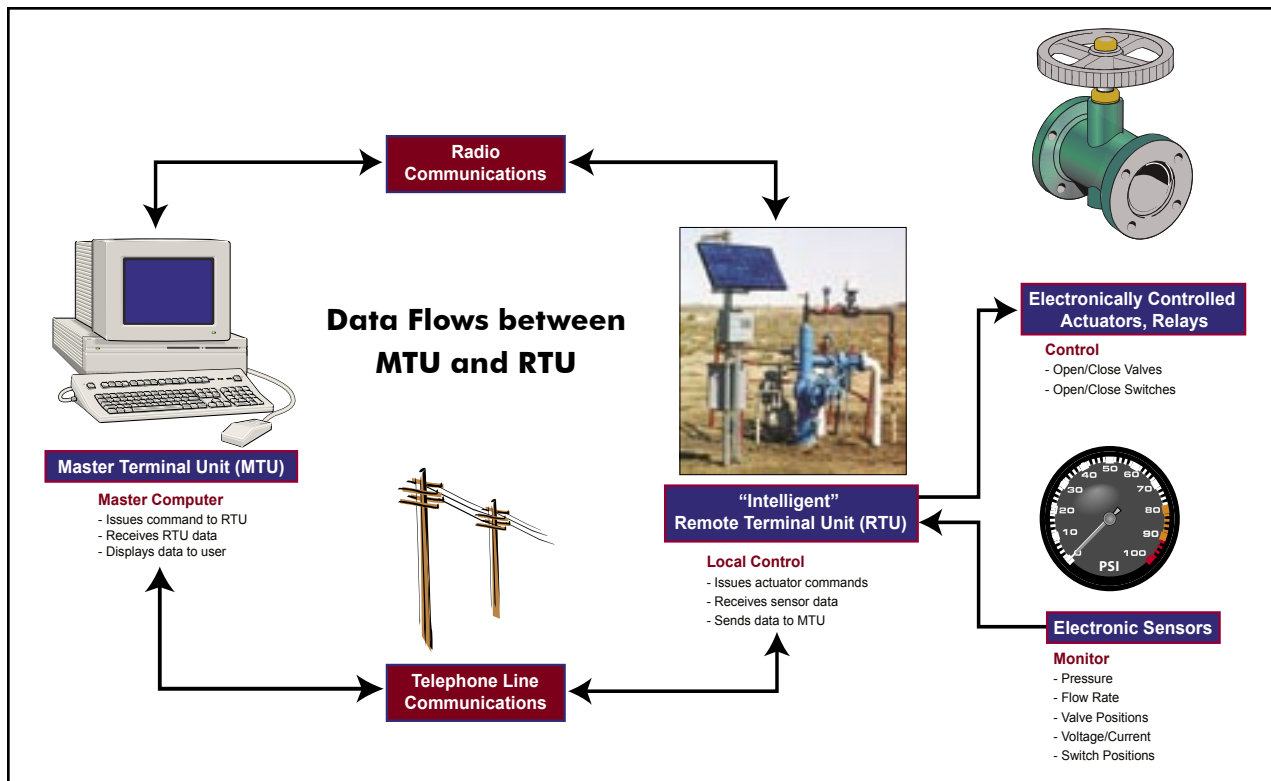 Radio
Communications
Data Flows between
MTU and RTU
Master Terminal Unit (MTU)
Master Computer
- Issues command to RTU
- Receives RTU data
- Displays data to user
Telephone Line
Communications
“Intelligent”
Remote Terminal Unit (RTU)
Local Control
- Issues actuator commands
- Receives sensor data
- Sends data to MTU
Electronically Controlled
Actuators, Relays
Control
- Open/Close Valves
- Open/Close Switches
0
10
20
30
40
50
60
70
80
90
100
PSI
Electronic Sensors
Monitor
- Pressure
- Flow Rate
- Valve Positions
- Voltage/Current
- Switch Positions